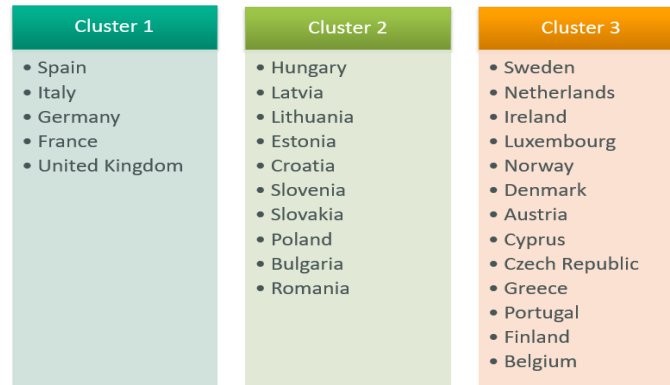 Cluster 1
• Spain
• Italy
• Germany
• France
• United Kingdom
Cluster 2
• Hungary
• Latvia
• Lithuania
• Estonia
• Croatia
• Slovenia
• Slovakia
• Poland
• Bulgaria
• Romania
Cluster 3
• Sweden
• Netherlands
• Ireland
• Luxembourg
• Norway
• Denmark
• Austria
• Cyprus
• Czech Republic
• Greece
• Portugal
• Finland
• Belgium